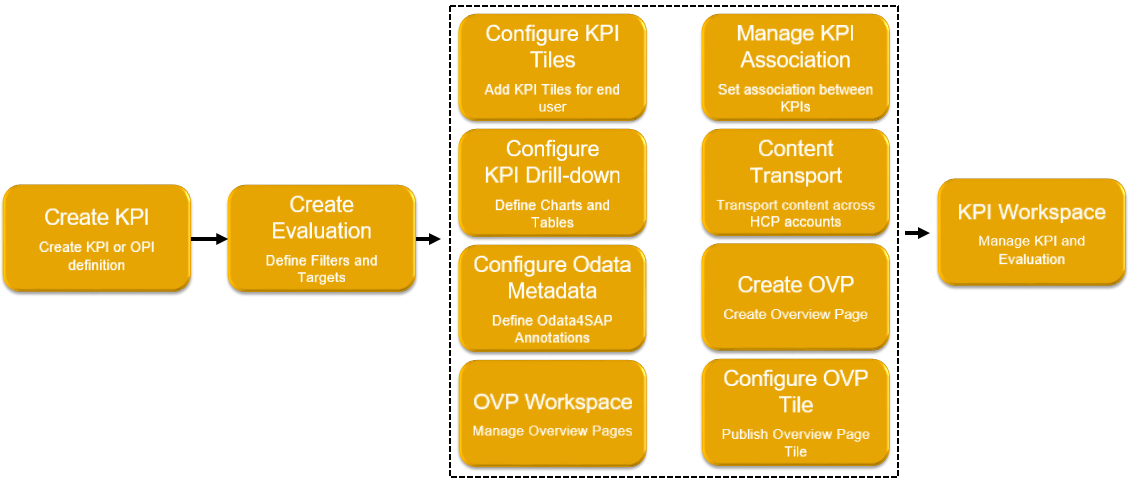 Create KPI
Create KPI or OPI
definition
Create
Evaluation
Define Filters and
Targets
Configure KPI
Tiles
Add KPI Tiles for end
user
Manage KPI
Association
Set association between
KPIs
Configure
KPI Drill-down
Define Charts and
Tables
Content
Transport
Transport content across
HCP accounts
Configure Odata
Metadata
Define Odata4SAP
Annotations
Create OVP
Create Overview Page
OVP Workspace
Manage Overview Pages
Configure OVP
Tile
Publish Overview Page
Tile
KPI Workspace
Manage KPI and
Evaluation